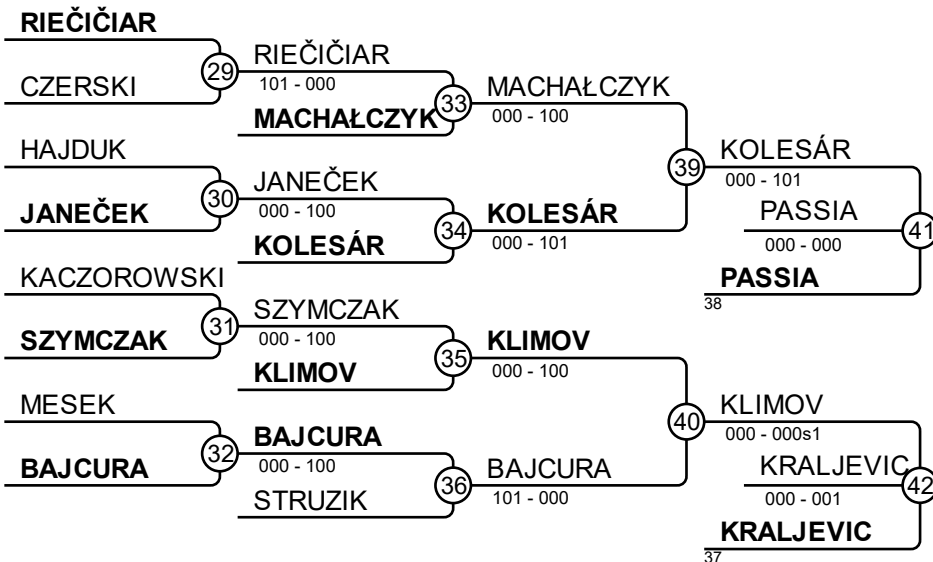 RIEČIČIAR
CZERSKI
29
HAJDUK
JANEČEK
30
KACZOROWSKI
SZYMCZAK
31
MESEK
BAJCURA
32
RIEČIČIAR
101 - 000
MACHAŁCZYK
33
JANEČEK
000 - 100
KOLESÁR
34
SZYMCZAK
000 - 100
KLIMOV
35
BAJCURA
000 - 100
STRUZIK
36
MACHAŁCZYK
000 - 100
KOLESÁR
000 - 101
39
KLIMOV
000 - 100
BAJCURA
101 - 000
40
KOLESÁR
000 - 101
PASSIA
000 - 000
PASSIA
38
41
KLIMOV
000 - 000s1
KRALJEVIC
000 - 001
KRALJEVIC
37
42